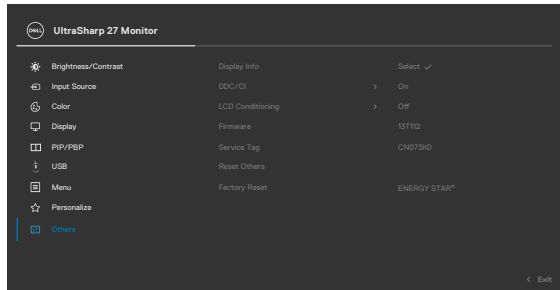 DELL UltraSharp 27 Monitor
Brightness/Contrast Display Info Select ✓
Input Source DDC/CI > On
Color LCD Conditioning > Off
Display Firmware 13T112
PIP/PBP Service Tag CN073K0
USB Reset Others
Menu Factory Reset ENERGY STAR®
Personalize
Others
< Exit